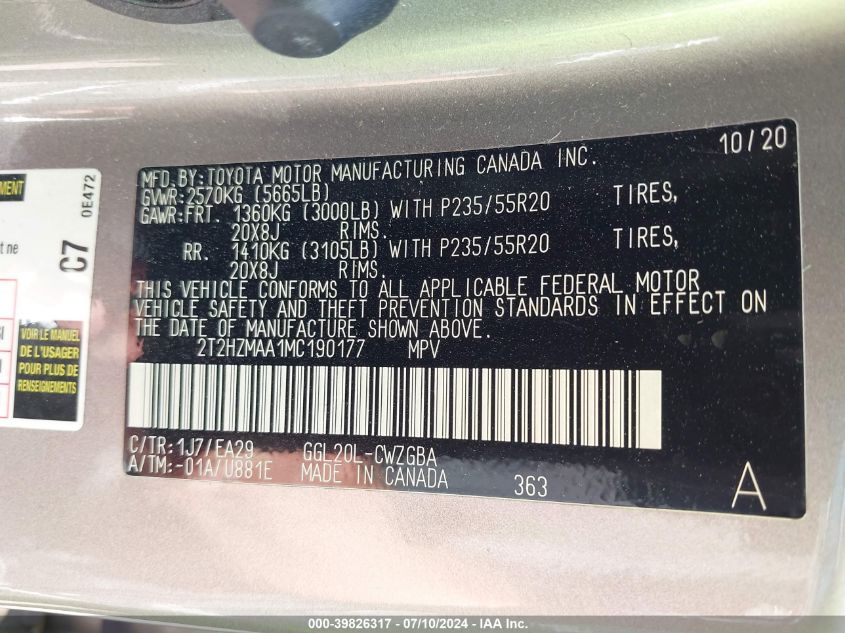 MENT
0E472
t ne
C7
SI
VOIR LE MANUEL
DE L'USAGER
POUR PLUS DE
RENSEIGNEMENTS
10/20
MFD.BY:TOYOTA MOTOR MANUFACTURING CANADA INC.
GVWR:2570KG (5665LB)
GAWR:FRT. 1360KG (3000LB) WITH P235/55R20 TIRES,
20X8J RIMS.
RR. 1410KG (3105LB) WITH P235/55R20 TIRES,
20X8J RIMS.
THIS VEHICLE CONFORMS TO ALL APPLICABLE FEDERAL MOTOR
VEHICLE SAFETY AND THEFT PREVENTION STANDARDS IN EFFECT ON
THE DATE OF MANUFACTURE SHOWN ABOVE.
2T2HZMAA1MC190177 MPV
C/TR:1J7/EA29 GGL20L-CWZGBA
A/TM:-01A/U881E MADE IN CANADA 363 A
000-39826317 - 07/10/2024 - IAA Inc.